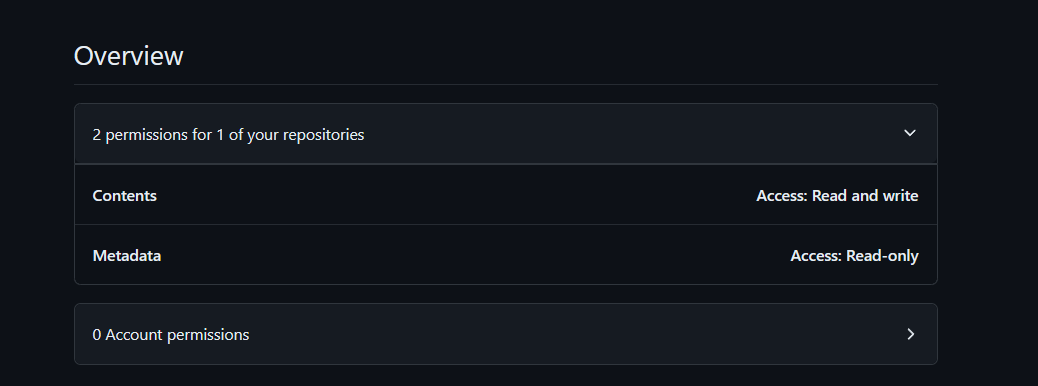 Overview
2 permissions for 1 of your repositories
Contents Access: Read and write
Metadata Access: Read-only
0 Account permissions